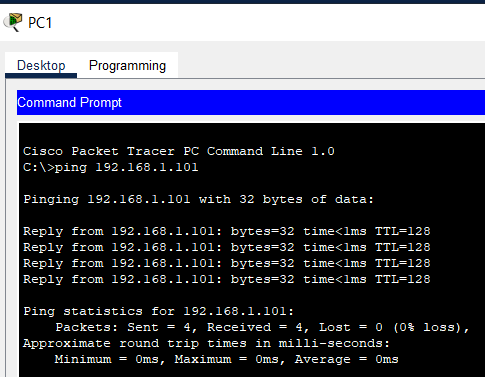 PC1
Desktop Programming
Command Prompt
Cisco Packet Tracer PC Command Line 1.0
C:\>ping 192.168.1.101
Pinging 192.168.1.101 with 32 bytes of data:
Reply from 192.168.1.101: bytes=32 time<1ms TTL=128
Reply from 192.168.1.101: bytes=32 time<1ms TTL=128
Reply from 192.168.1.101: bytes=32 time<1ms TTL=128
Reply from 192.168.1.101: bytes=32 time<1ms TTL=128
Ping statistics for 192.168.1.101:
Packets: Sent = 4, Received = 4, Lost = 0 (0% loss),
Approximate round trip times in milli-seconds:
Minimum = 0ms, Maximum = 0ms, Average = 0ms